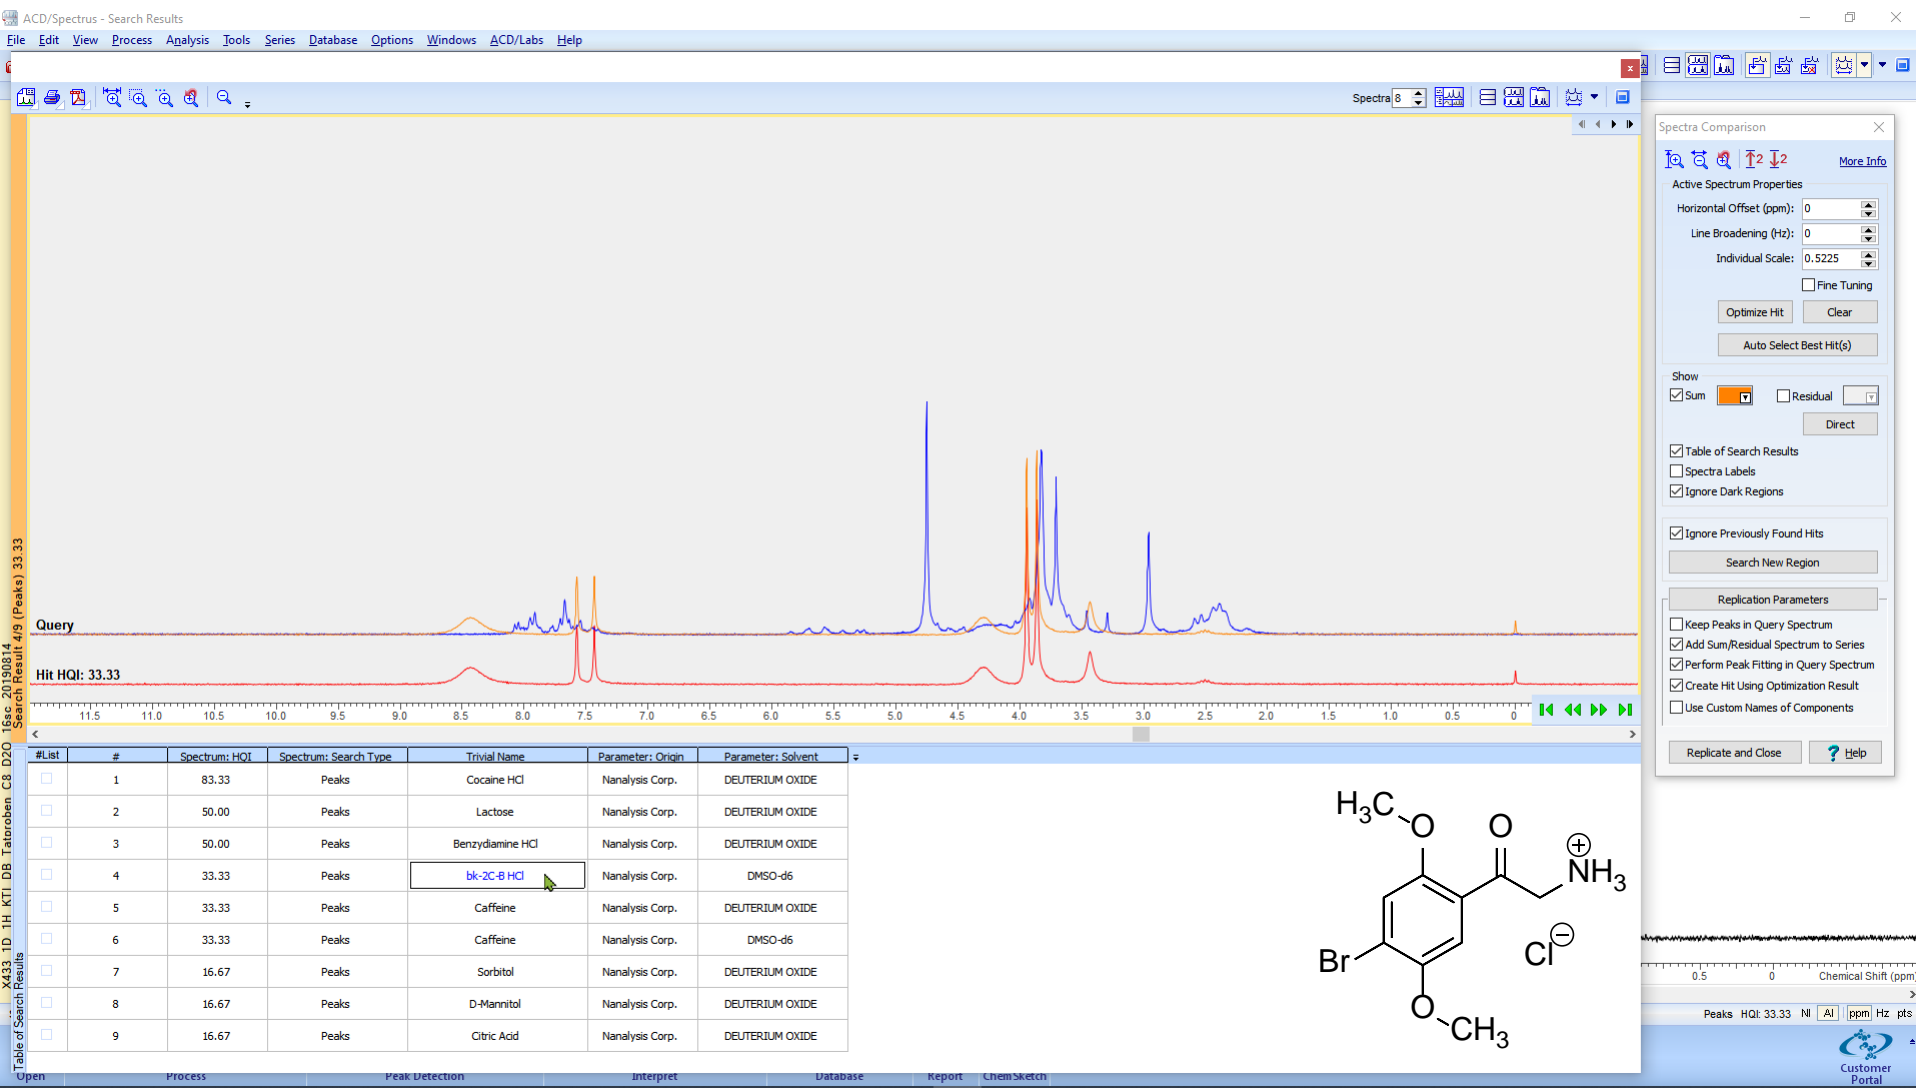 ACD/Spectrus - Search Results
File Edit View Process Analysis Tools Series Database Options Windows ACD/Labs Help
Spectra 8
Search Result 4/9 (Peaks) 33.33
X433 1D 1H KTI DB Tatproben C8 D2O 16sc 20190814
Query
Hit HQI: 33.33
11.5 11.0 10.5 10.0 9.5 9.0 8.5 8.0 7.5 7.0 6.5 6.0 5.5 5.0 4.5 4.0 3.5 3.0 2.5 2.0 1.5 1.0 0.5 0
Table of Search Results
#List # Spectrum: HQI Spectrum: Search Type Trivial Name Parameter: Origin Parameter: Solvent
1 83.33 Peaks Cocaine HCl Nanalysis Corp. DEUTERIUM OXIDE
2 50.00 Peaks Lactose Nanalysis Corp. DEUTERIUM OXIDE
3 50.00 Peaks Benzydiamine HCl Nanalysis Corp. DEUTERIUM OXIDE
4 33.33 Peaks bk-2C-B HCl Nanalysis Corp. DMSO-d6
5 33.33 Peaks Caffeine Nanalysis Corp. DEUTERIUM OXIDE
6 33.33 Peaks Caffeine Nanalysis Corp. DMSO-d6
7 16.67 Peaks Sorbitol Nanalysis Corp. DEUTERIUM OXIDE
8 16.67 Peaks D-Mannitol Nanalysis Corp. DEUTERIUM OXIDE
9 16.67 Peaks Citric Acid Nanalysis Corp. DEUTERIUM OXIDE
H3C
O O
+
NH3
Br
Cl −
O
CH3
Spectra Comparison
2 2 More Info
Active Spectrum Properties
Horizontal Offset (ppm): 0
Line Broadening (Hz): 0
Individual Scale: 0.5225
Fine Tuning
Optimize Hit Clear
Auto Select Best Hit(s)
Show
Sum Residual
Direct
Table of Search Results
Spectra Labels
Ignore Dark Regions
Ignore Previously Found Hits
Search New Region
Replication Parameters
Keep Peaks in Query Spectrum
Add Sum/Residual Spectrum to Series
Perform Peak Fitting in Query Spectrum
Create Hit Using Optimization Result
Use Custom Names of Components
Replicate and Close ? Help
0.5 0 Chemical Shift (ppm)
Peaks HQI: 33.33 NI AI ppm Hz pts
Open Process Peak Detection Interpret Database Report ChemSketch
Customer
Portal